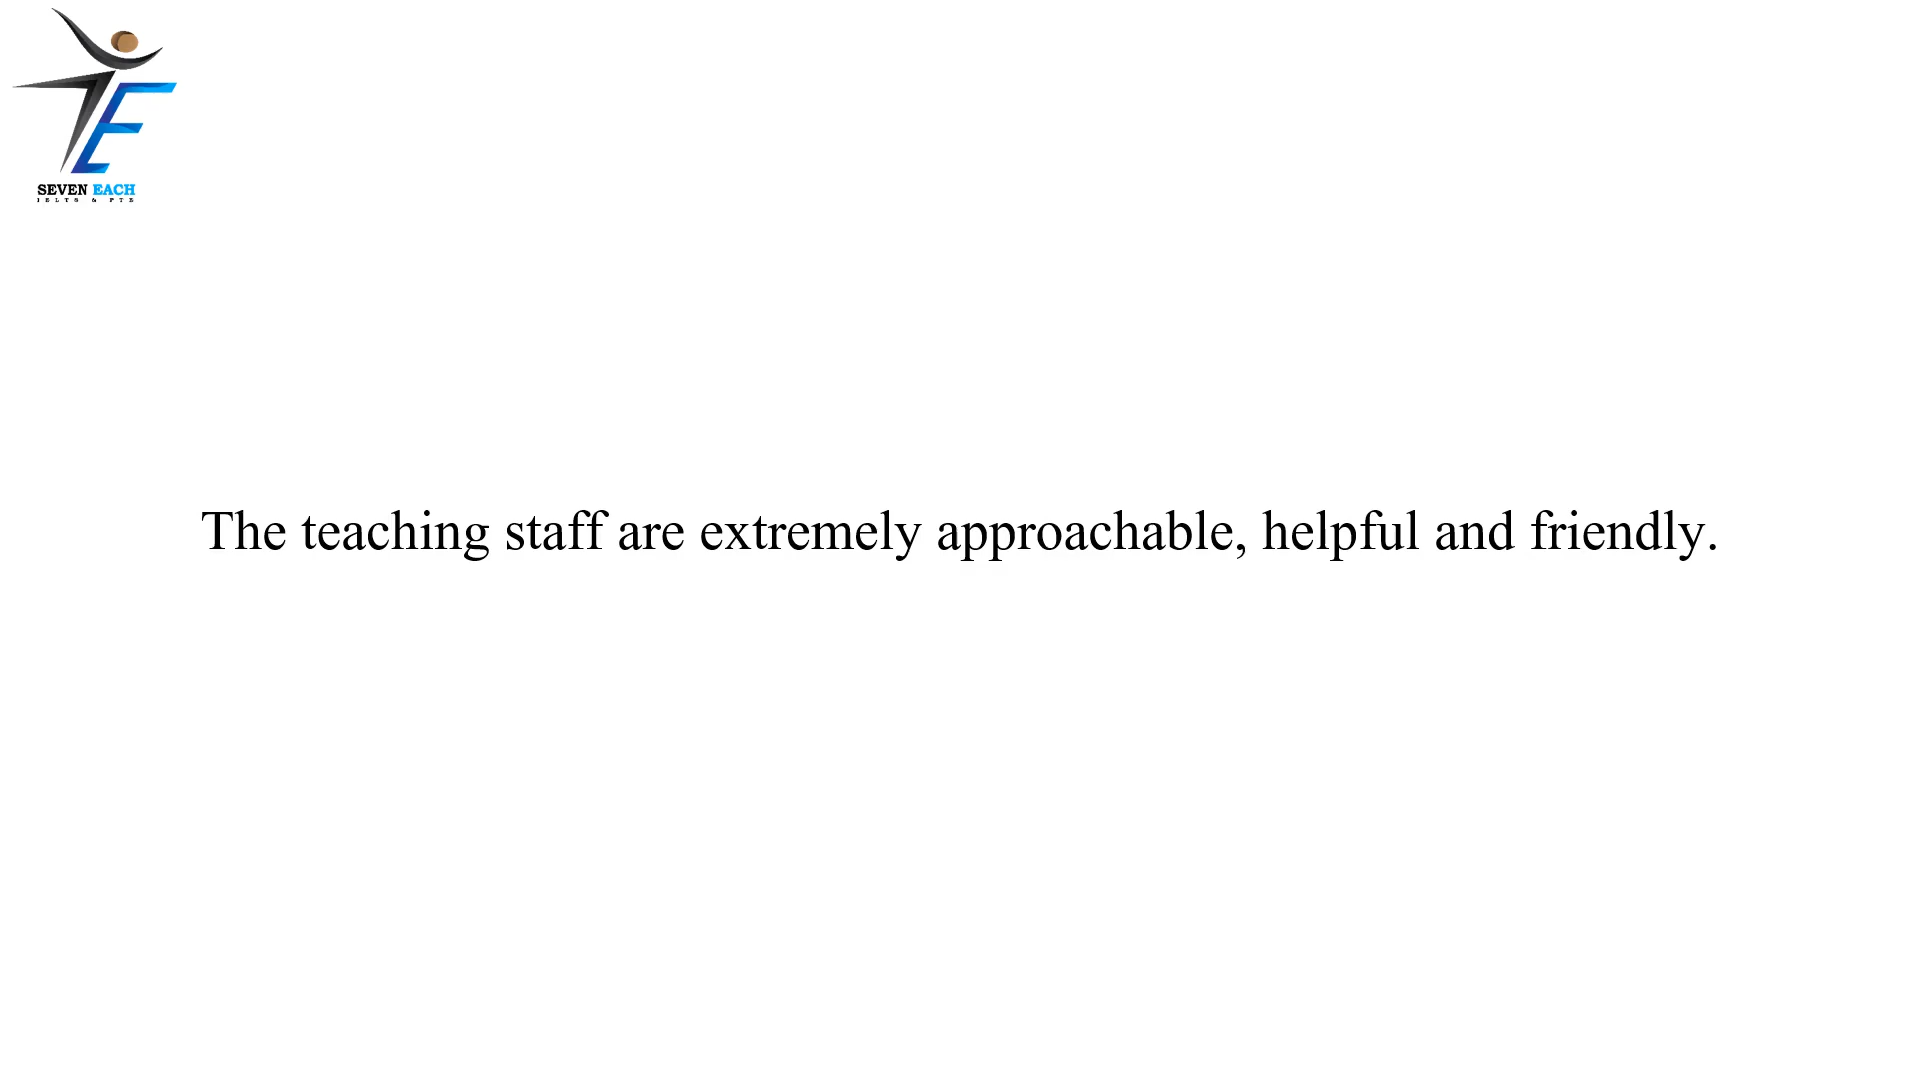 SEVEN EACH
IELTS & PTE
The teaching staff are extremely approachable, helpful and friendly.